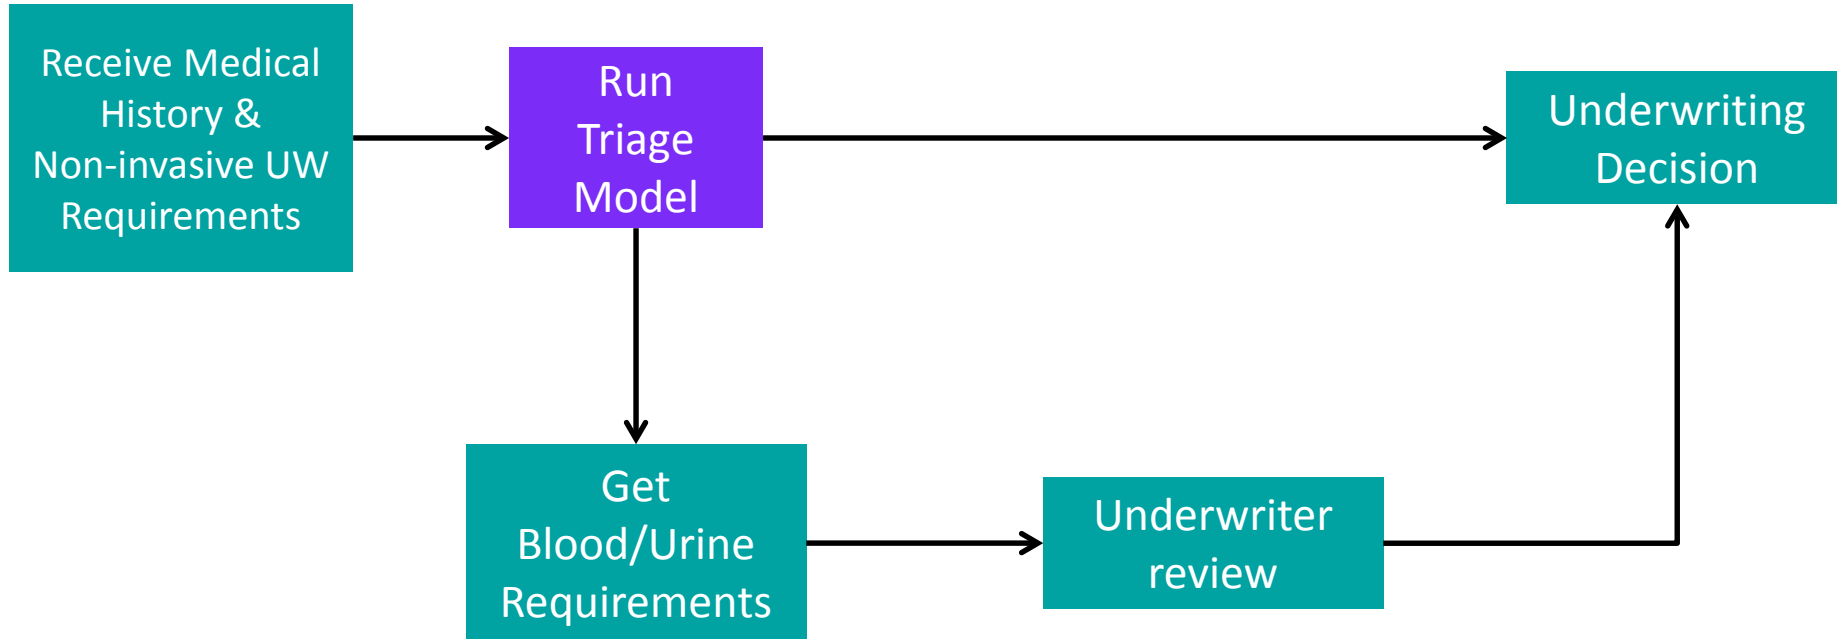 Receive Medical
History &
Non-invasive UW
Requirements
Run
Triage
Model
Underwriting
Decision
Get
Blood/Urine
Requirements
Underwriter
review